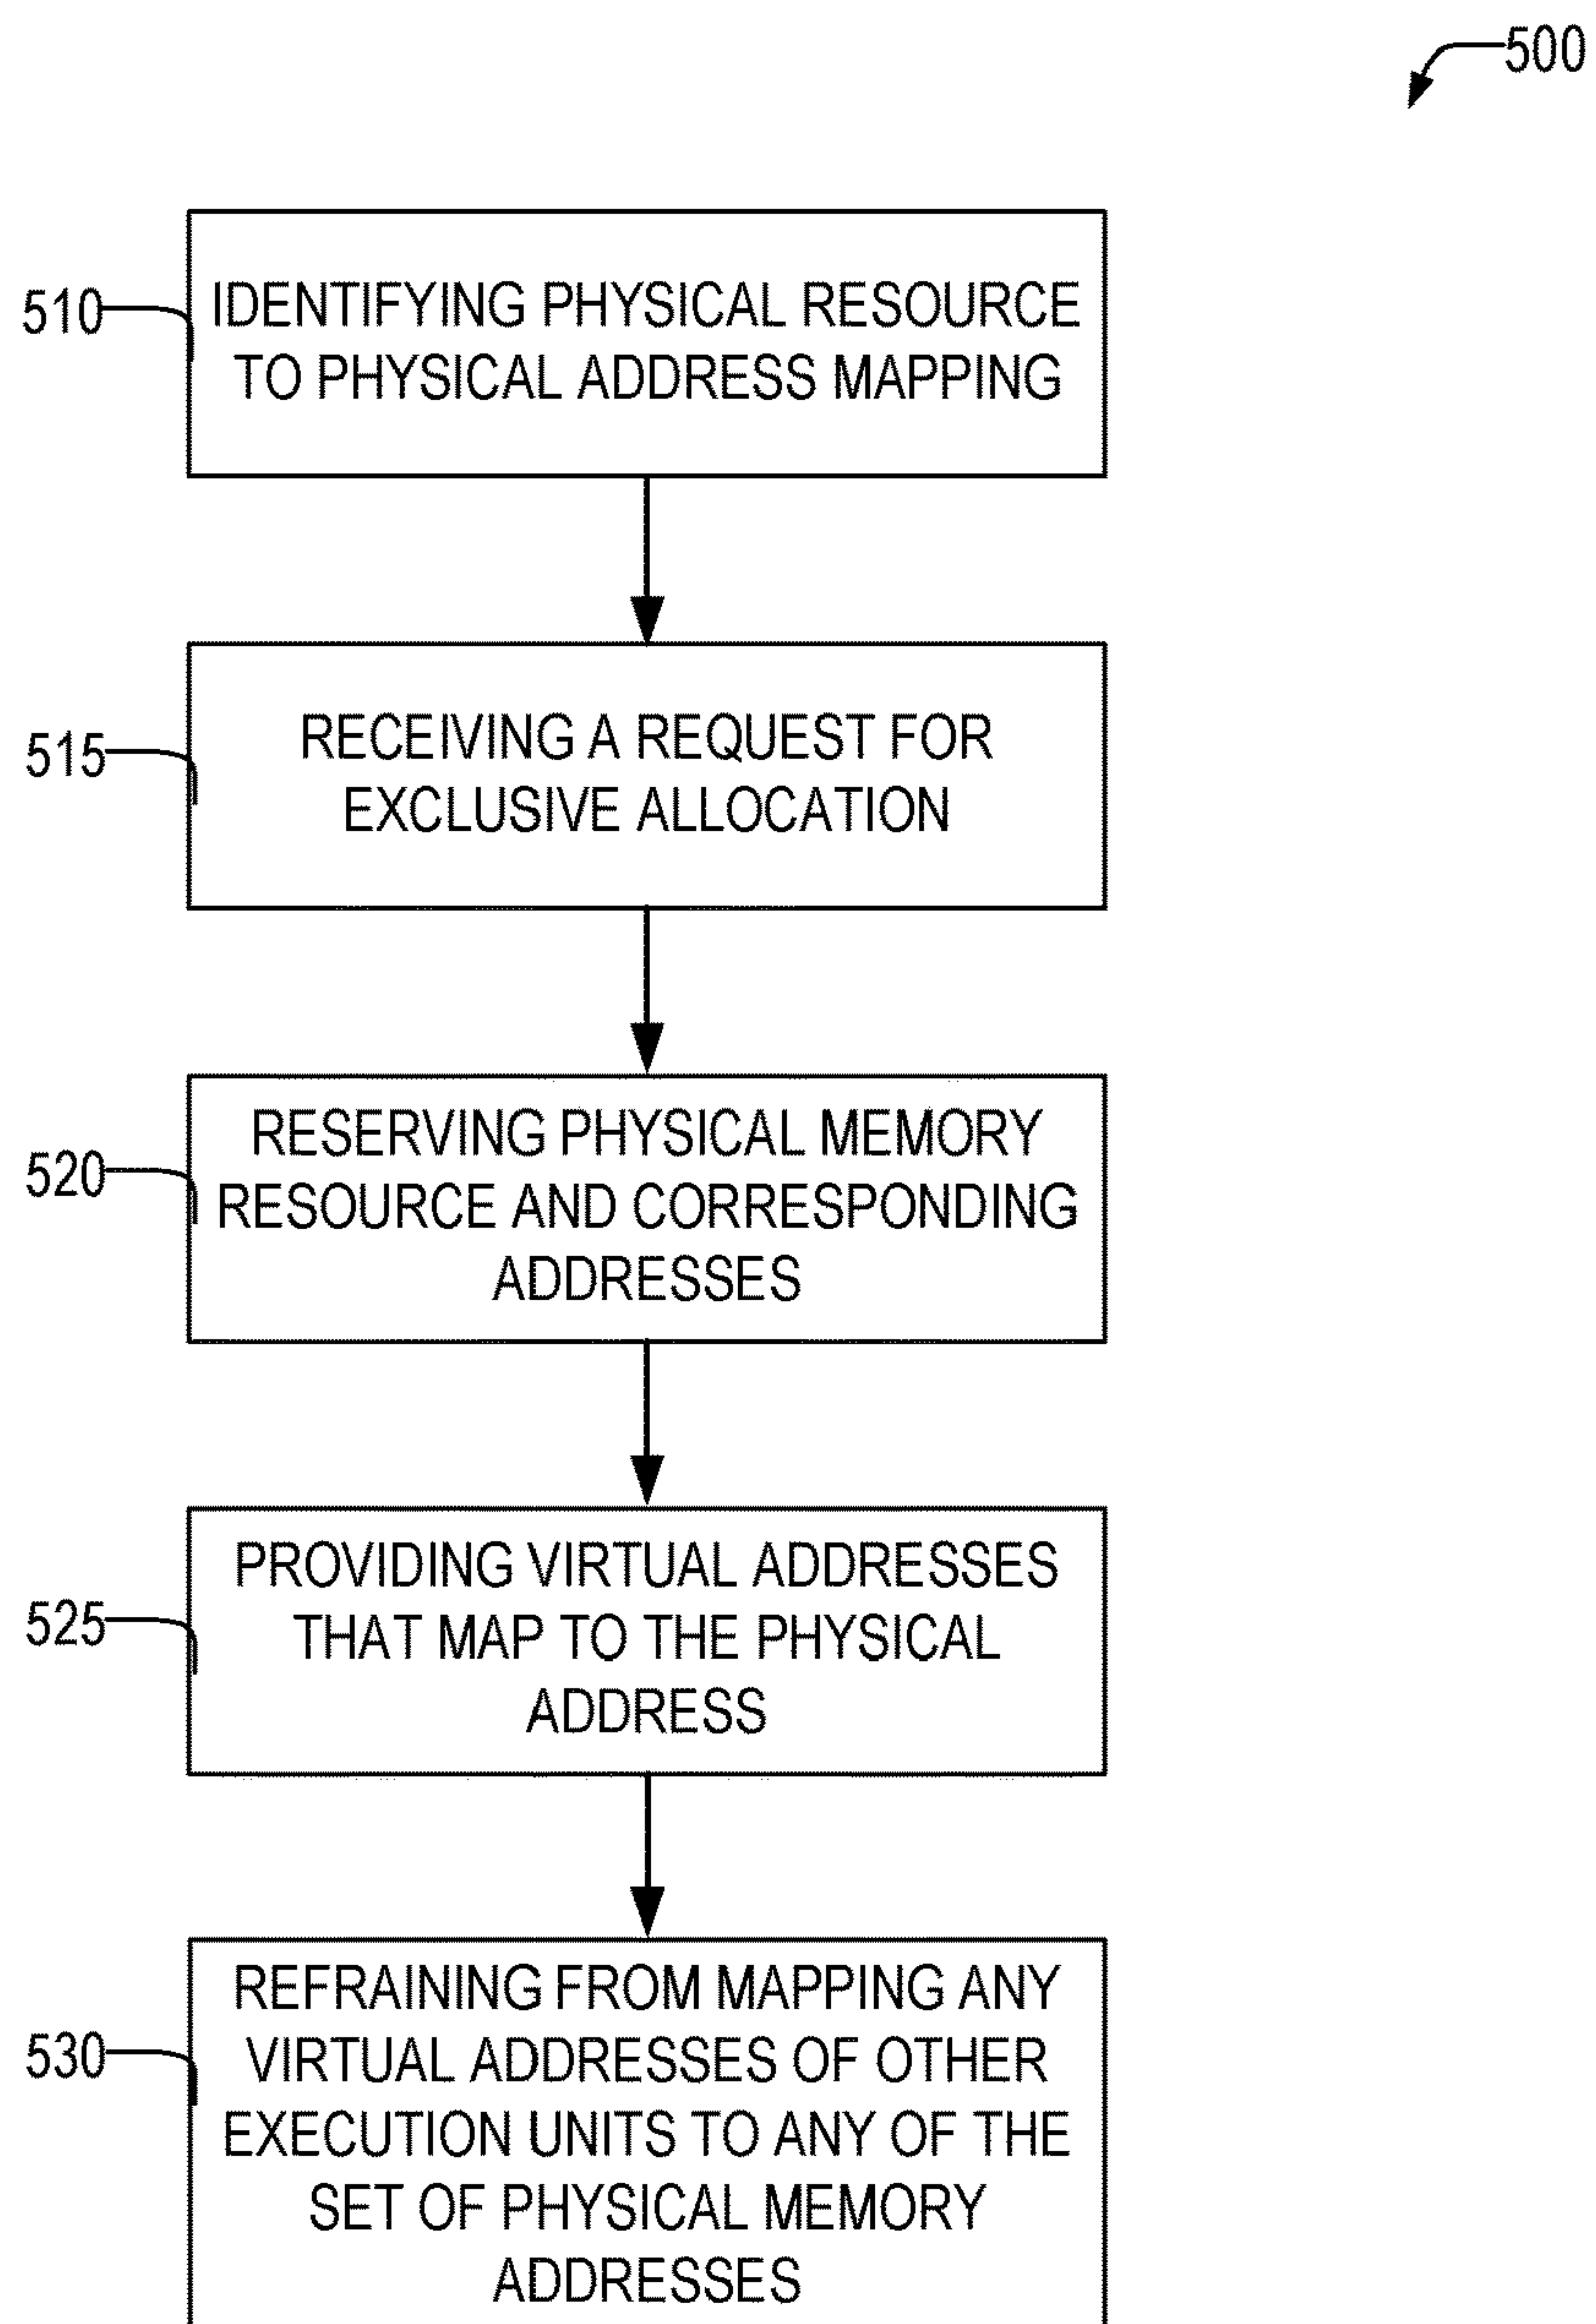 500
510
IDENTIFYING PHYSICAL RESOURCE
TO PHYSICAL ADDRESS MAPPING
515
RECEIVING A REQUEST FOR
EXCLUSIVE ALLOCATION
520
RESERVING PHYSICAL MEMORY
RESOURCE AND CORRESPONDING
ADDRESSES
525
PROVIDING VIRTUAL ADDRESSES
THAT MAP TO THE PHYSICAL
ADDRESS
530
REFRAINING FROM MAPPING ANY
VIRTUAL ADDRESSES OF OTHER
EXECUTION UNITS TO ANY OF THE
SET OF PHYSICAL MEMORY
ADDRESSES